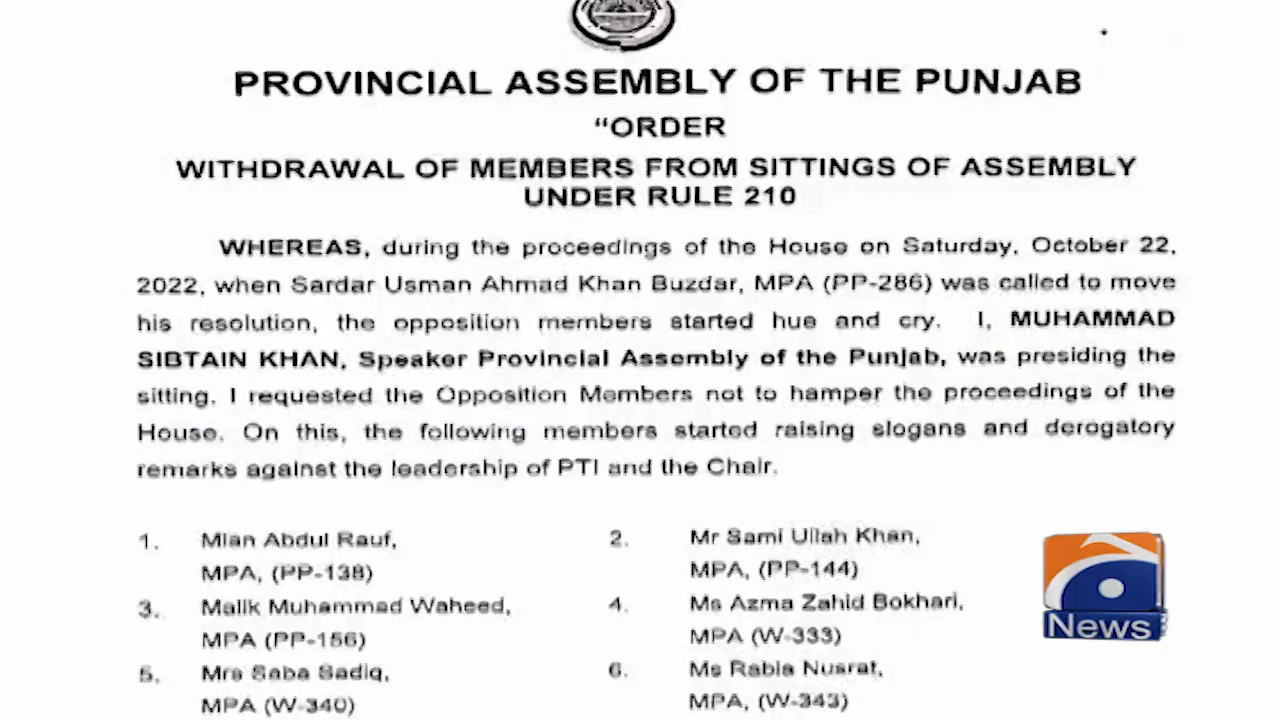 PROVINCIAL ASSEMBLY OF THE PUNJAB
"ORDER
WITHDRAWAL OF MEMBERS FROM SITTINGS OF ASSEMBLY
UNDER RULE 210
WHEREAS, during the proceedings of the House on Saturday, October 22,
2022, when Sardar Usman Ahmad Khan Buzdar, MPA (PP-286) was called to move
his resolution, the opposition members started hue and cry. I, MUHAMMAD
SIBTAIN KHAN, Speaker Provincial Assembly of the Punjab, was presiding the
sitting. I requested the Opposition Members not to hamper the proceedings of the
House. On this, the following members started raising slogans and derogatory
remarks against the leadership of PTI and the Chair.
1. Mian Abdul Rauf, 2. Mr Sami Ullah Khan,
MPA, (PP-138) MPA, (PP-144)
3. Malik Muhammad Waheed, 4. Ms Azma Zahid Bokhari,
MPA (PP-156) MPA (W-333)
5. Mrs Saba Sadiq, 6. Ms Rabia Nusrat,
MPA (W-340) MPA, (W-343)
News